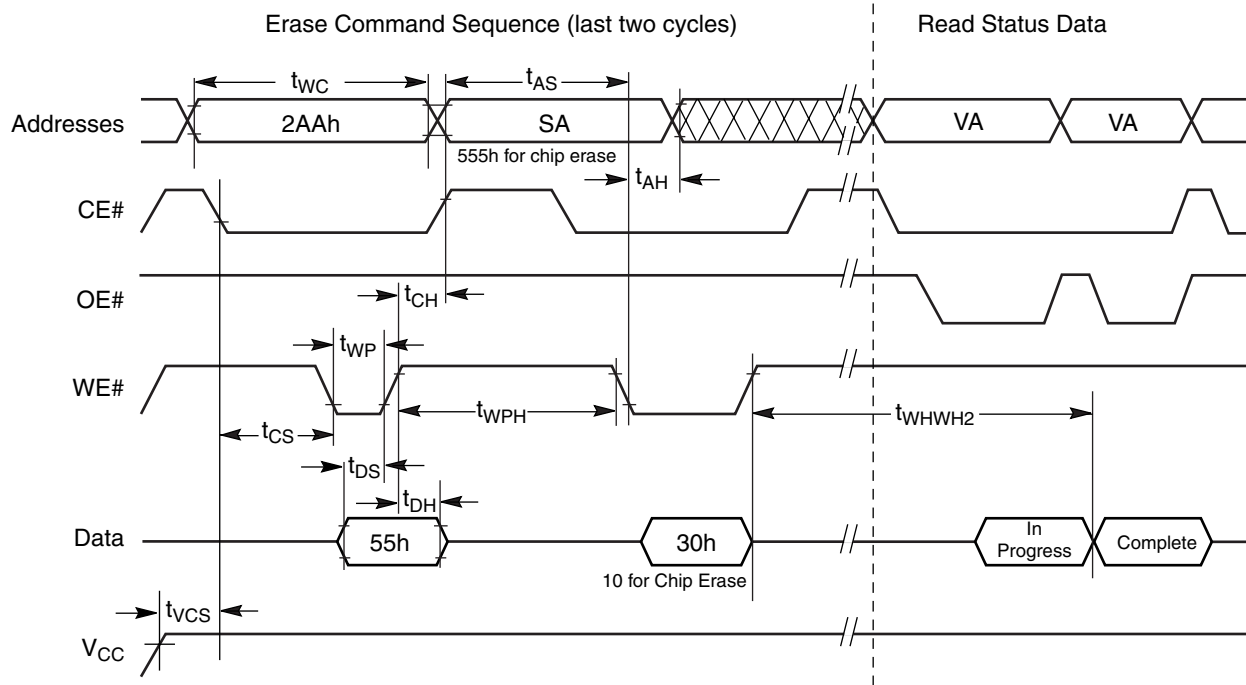 Erase Command Sequence (last two cycles)
Read Status Data
tWC
tAS
Addresses
2AAh
SA
VA
VA
555h for chip erase
tAH
CE#
OE#
tCH
tWP
WE#
tWPH
tWHWH2
tCS
tDS
tDH
Data
55h
30h
In
Progress
Complete
10 for Chip Erase
tVCS
VCC